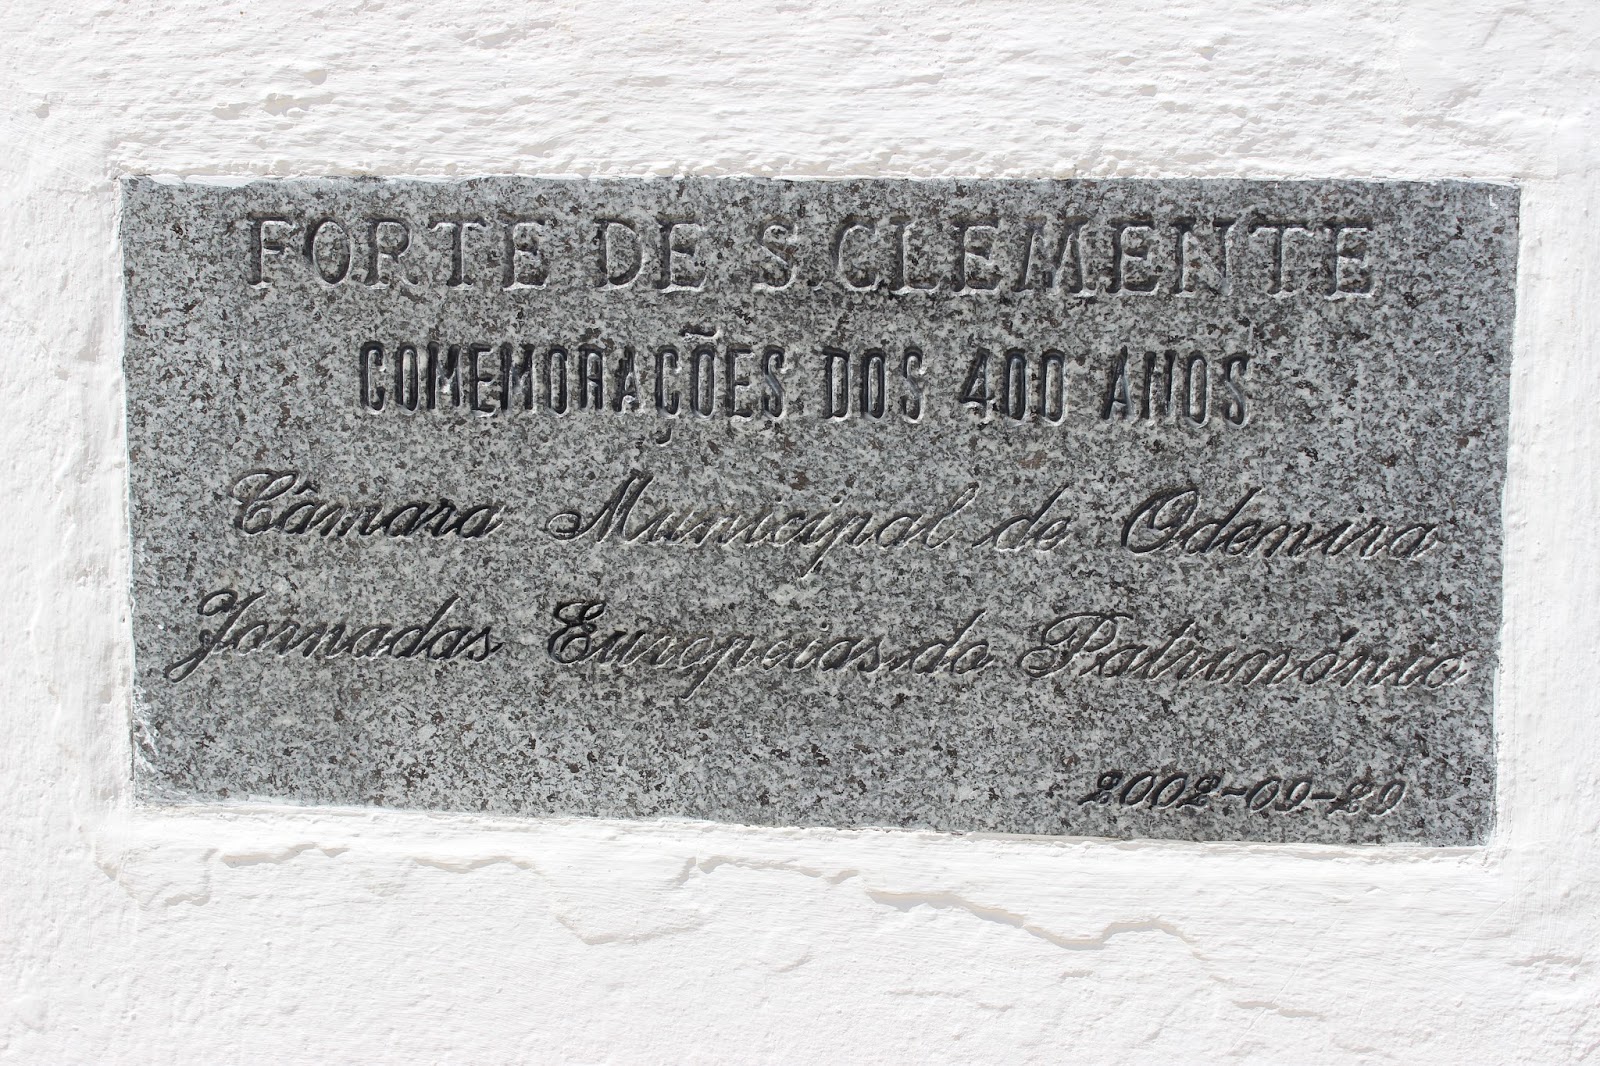 FORTE DE S. CLEMENTE
COMEMORAÇÕES DOS 400 ANOS
Câmara Municipal de Odemira
Jornadas Europeias do Património
2002-09-29